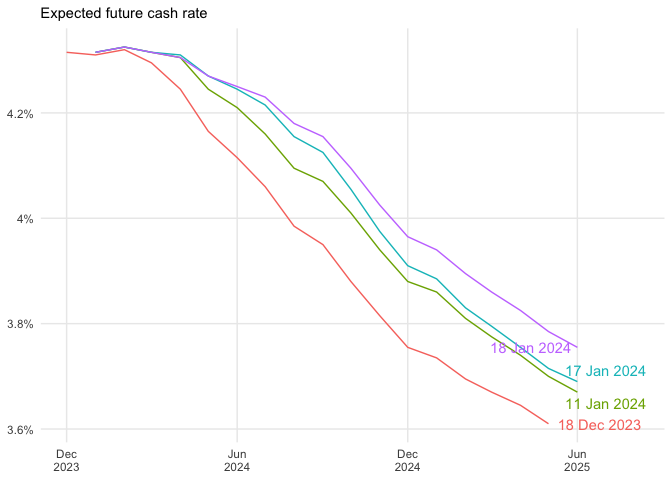 Expected future cash rate
4.2%
4%
3.8%
3.6%
18 Jan 2024
17 Jan 2024
11 Jan 2024
18 Dec 2023
Dec
2023
Jun
2024
Dec
2024
Jun
2025